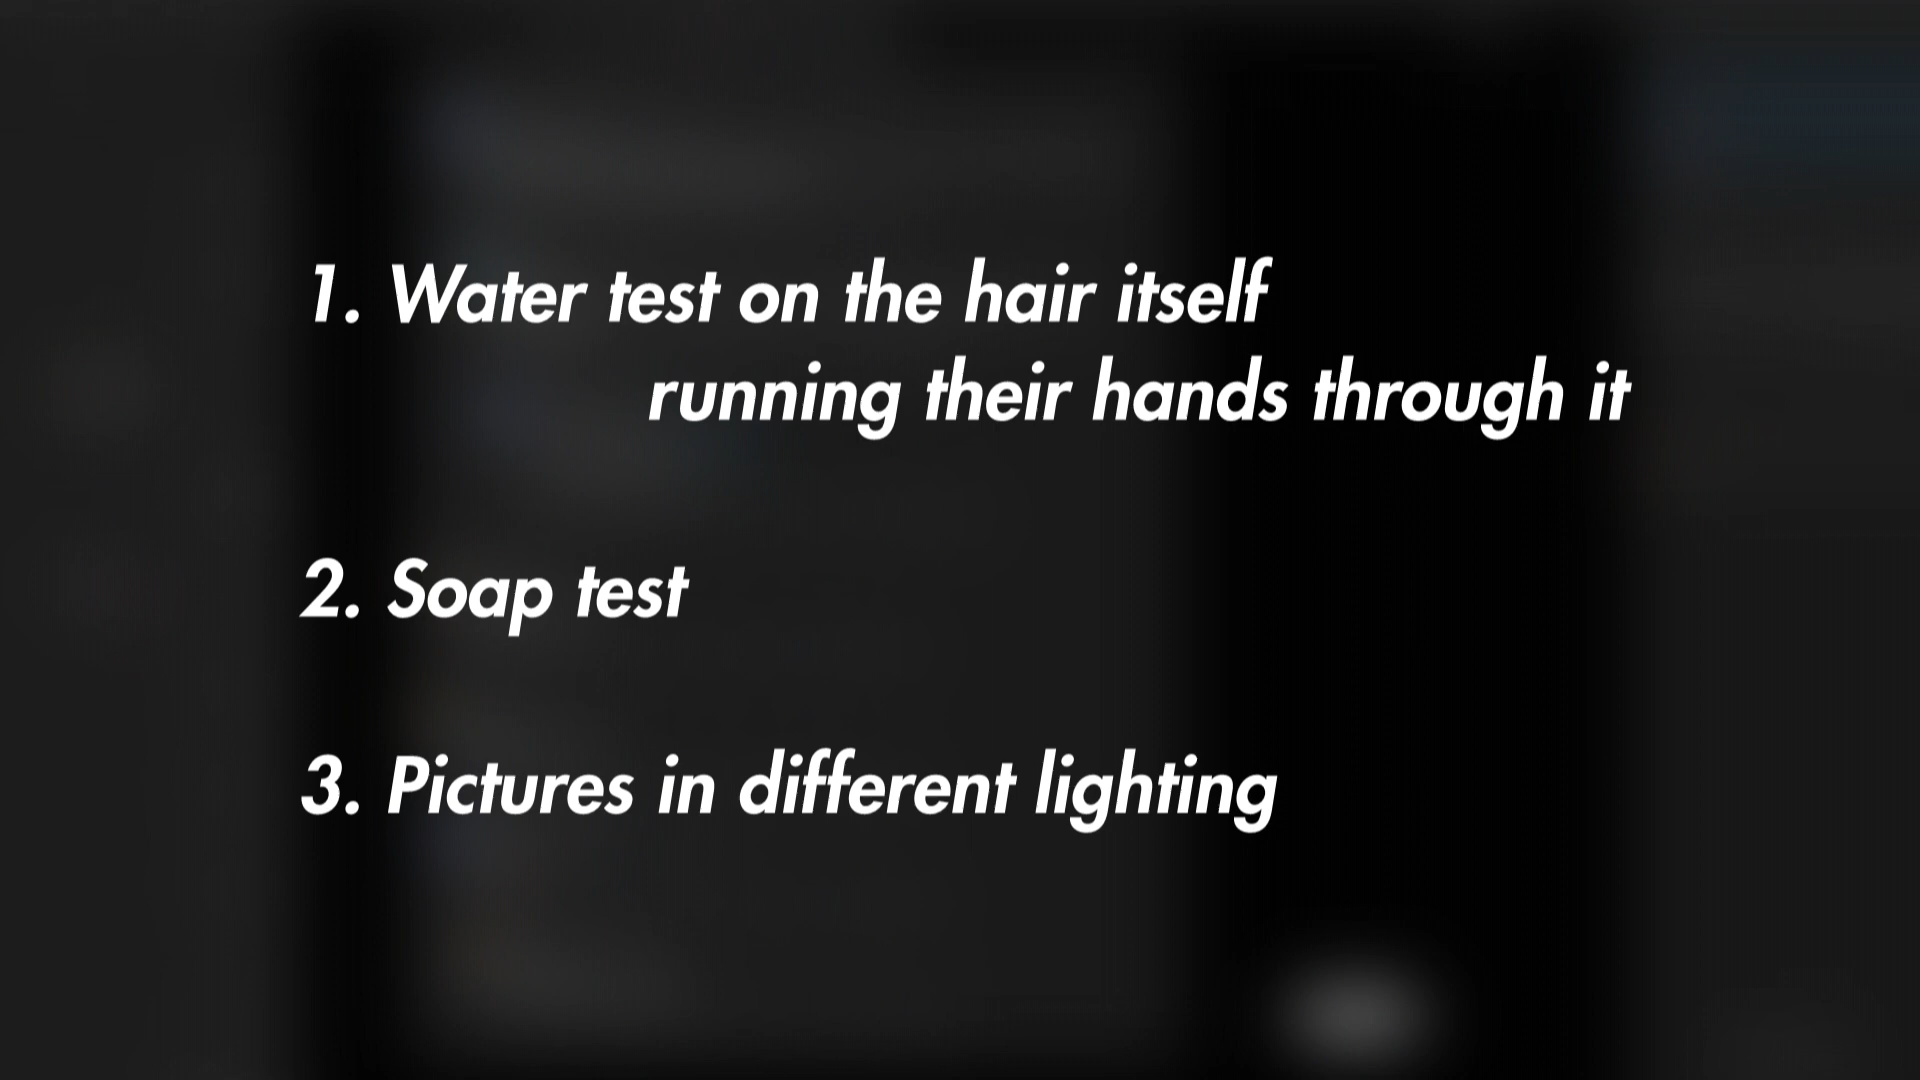 1. Water test on the hair itself
running their hands through it
2. Soap test
3. Pictures in different lighting